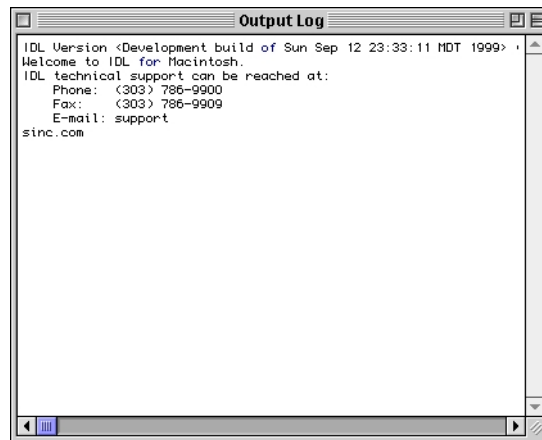 Output Log
IDL Version <Development build of Sun Sep 12 23:33:11 MDT 1999>
Welcome to IDL for Macintosh.
IDL technical support can be reached at:
Phone: (303) 786-9900
Fax: (303) 786-9909
E-mail: support
sinc.com